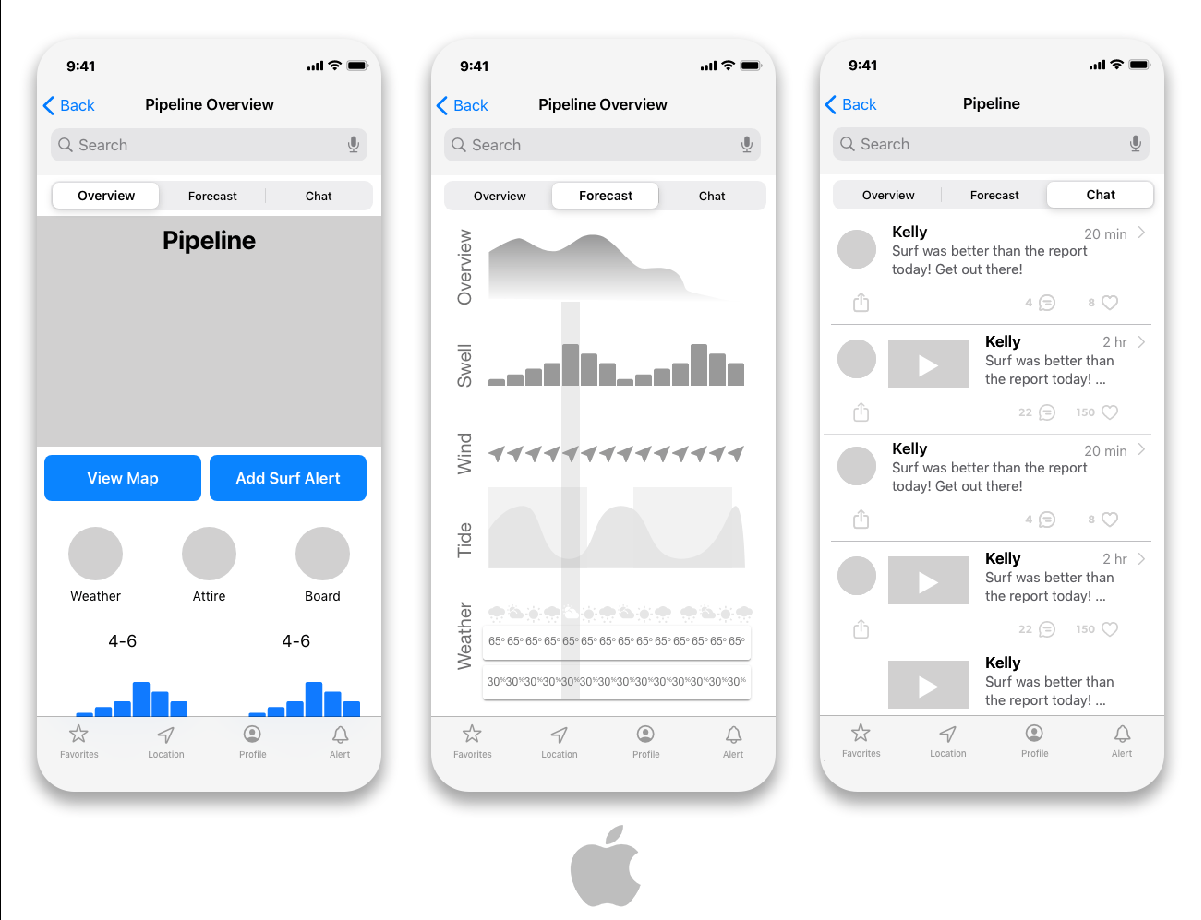 9:41
Back
Pipeline Overview
Search
Overview
Forecast
Chat
Pipeline
View Map
Add Surf Alert
Weather
Attire
Board
4-6
4-6
Favorites
Location
Profile
Alert
9:41
Back
Pipeline Overview
Search
Overview
Forecast
Chat
Overview
Swell
Wind
Tide
Weather
65° 65° 65° 65° 65° 65° 65° 65° 65° 65° 65° 65° 65° 65°
30% 30% 30% 30% 30% 30% 30% 30% 30% 30% 30% 30% 30% 30%
Favorites
Location
Profile
Alert
9:41
Back
Pipeline
Search
Overview
Forecast
Chat
Kelly
20 min
Surf was better than the report
today! Get out there!
4
8
Kelly
2 hr
Surf was better than
the report today! ...
22
150
Kelly
20 min
Surf was better than the report
today! Get out there!
4
8
Kelly
2 hr
Surf was better than
the report today! ...
22
150
Kelly
Surf was better than
the report today! ...
Favorites
Location
Profile
Alert